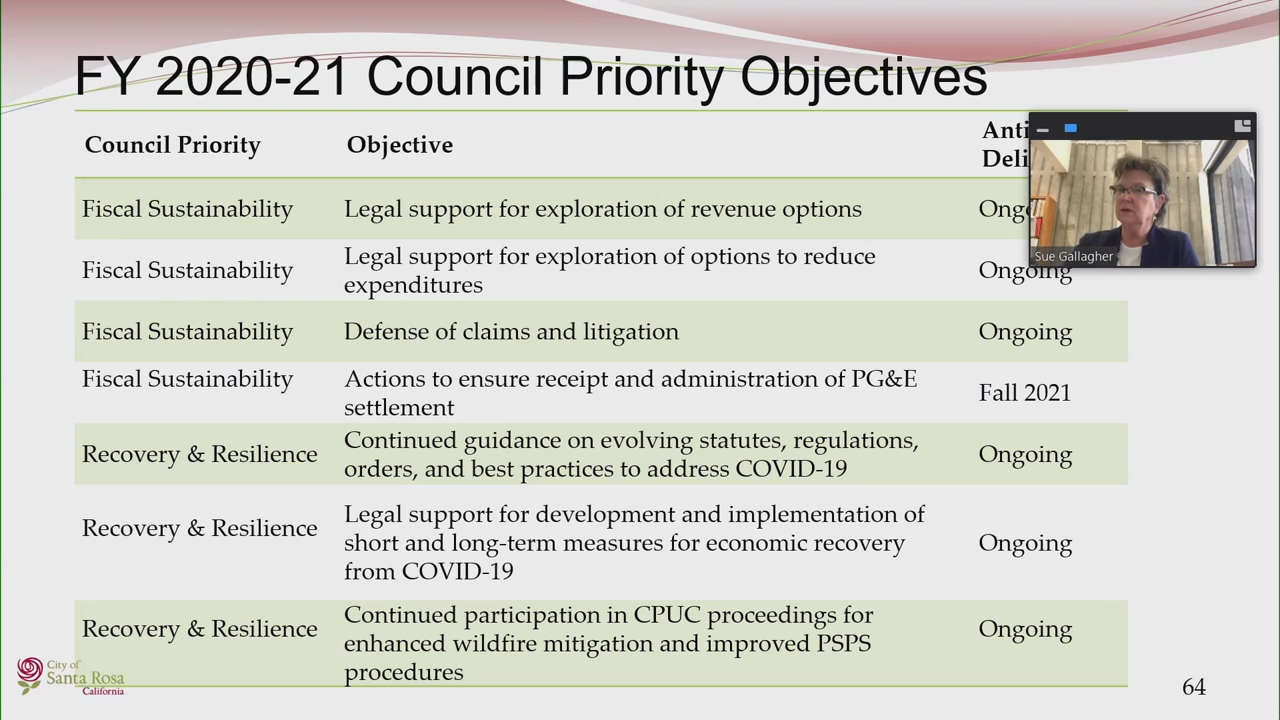 FY 2020-21 Council Priority Objectives
Council Priority
Objective
Fiscal Sustainability
Legal support for exploration of revenue options
Fiscal Sustainability
Legal support for exploration of options to reduce
expenditures
Ongoing
Fiscal Sustainability
Defense of claims and litigation
Ongoing
Fiscal Sustainability
Actions to ensure receipt and administration of PG&E
settlement
Fall 2021
Recovery & Resilience
Continued guidance on evolving statutes, regulations,
orders, and best practices to address COVID-19
Ongoing
Recovery & Resilience
Legal support for development and implementation of
short and long-term measures for economic recovery
from COVID-19
Ongoing
Recovery & Resilience
Continued participation in CPUC proceedings for
enhanced wildfire mitigation and improved PSPS
procedures
Ongoing
Sue Gallagher
City of
Santa Rosa
California
64